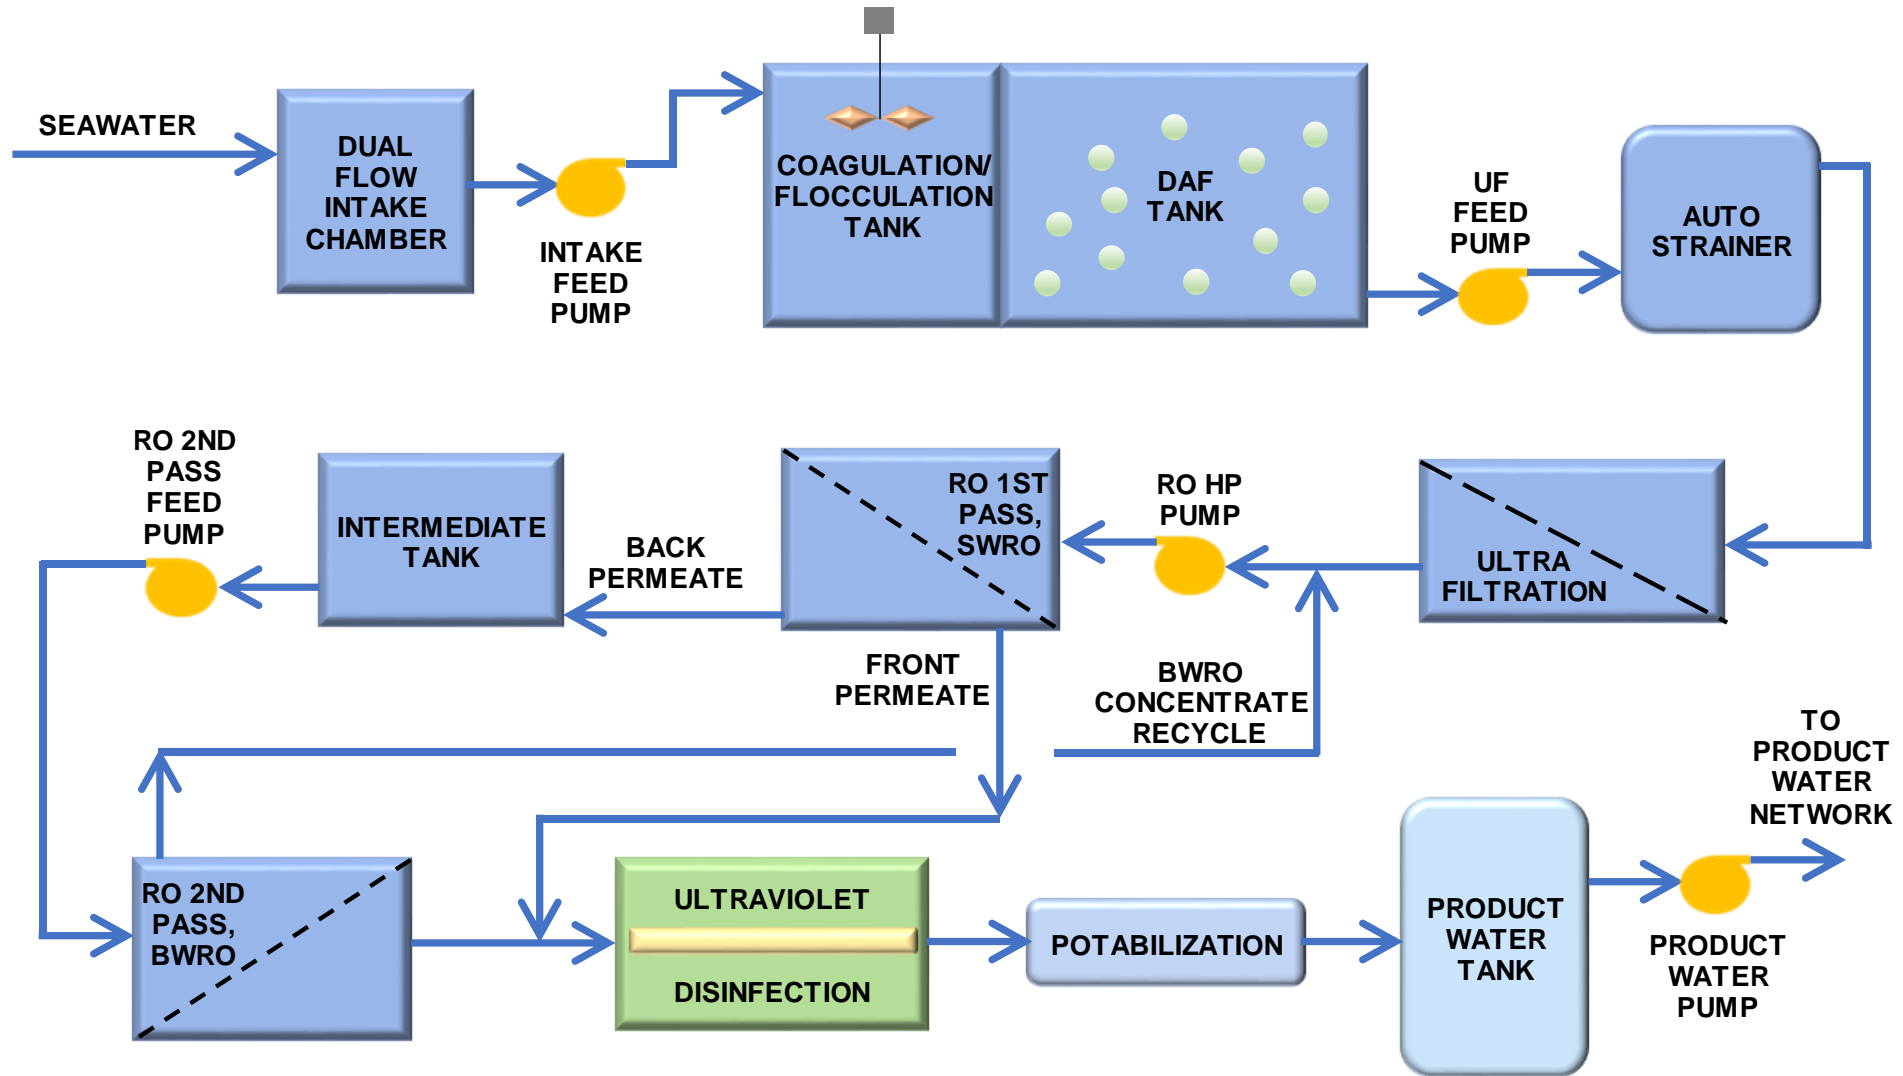 SEAWATER
DUAL
FLOW
INTAKE
CHAMBER
INTAKE
FEED
PUMP
COAGULATION/
FLOCCULATION
TANK
DAF
TANK
UF
FEED
PUMP
AUTO
STRAINER
RO 2ND
PASS
FEED
PUMP
INTERMEDIATE
TANK
BACK
PERMEATE
RO 1ST
PASS,
SWRO
RO HP
PUMP
ULTRA
FILTRATION
FRONT
PERMEATE
BWRO
CONCENTRATE
RECYCLE
TO
PRODUCT
WATER
NETWORK
RO 2ND
PASS,
BWRO
ULTRAVIOLET
DISINFECTION
POTABILIZATION
PRODUCT
WATER
TANK
PRODUCT
WATER
PUMP